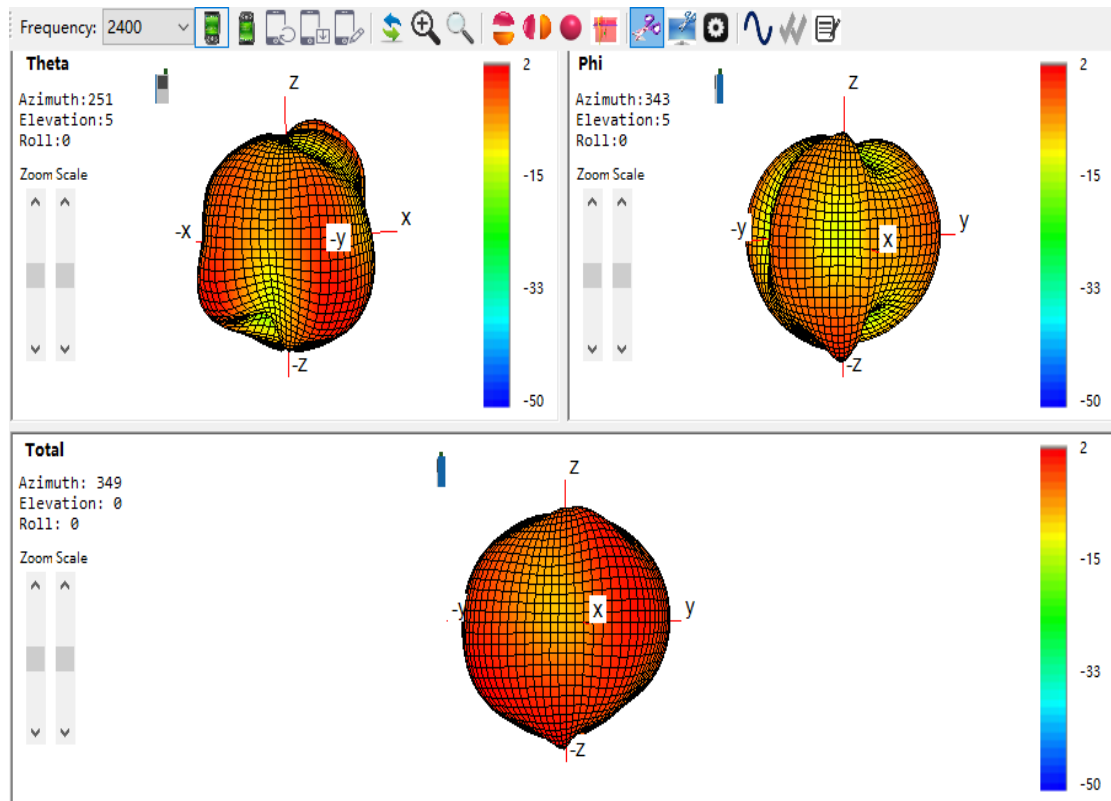 Frequency: 2400
Theta
Azimuth:251
Elevation:5
Roll:0
Zoom Scale
z
-x
x
-y
-z
2
-15
-33
-50
Phi
Azimuth:343
Elevation:5
Roll:0
Zoom Scale
z
-y
y
x
-z
2
-15
-33
-50
Total
Azimuth: 349
Elevation: 0
Roll: 0
Zoom Scale
z
-y
x
y
-z
2
-15
-33
-50